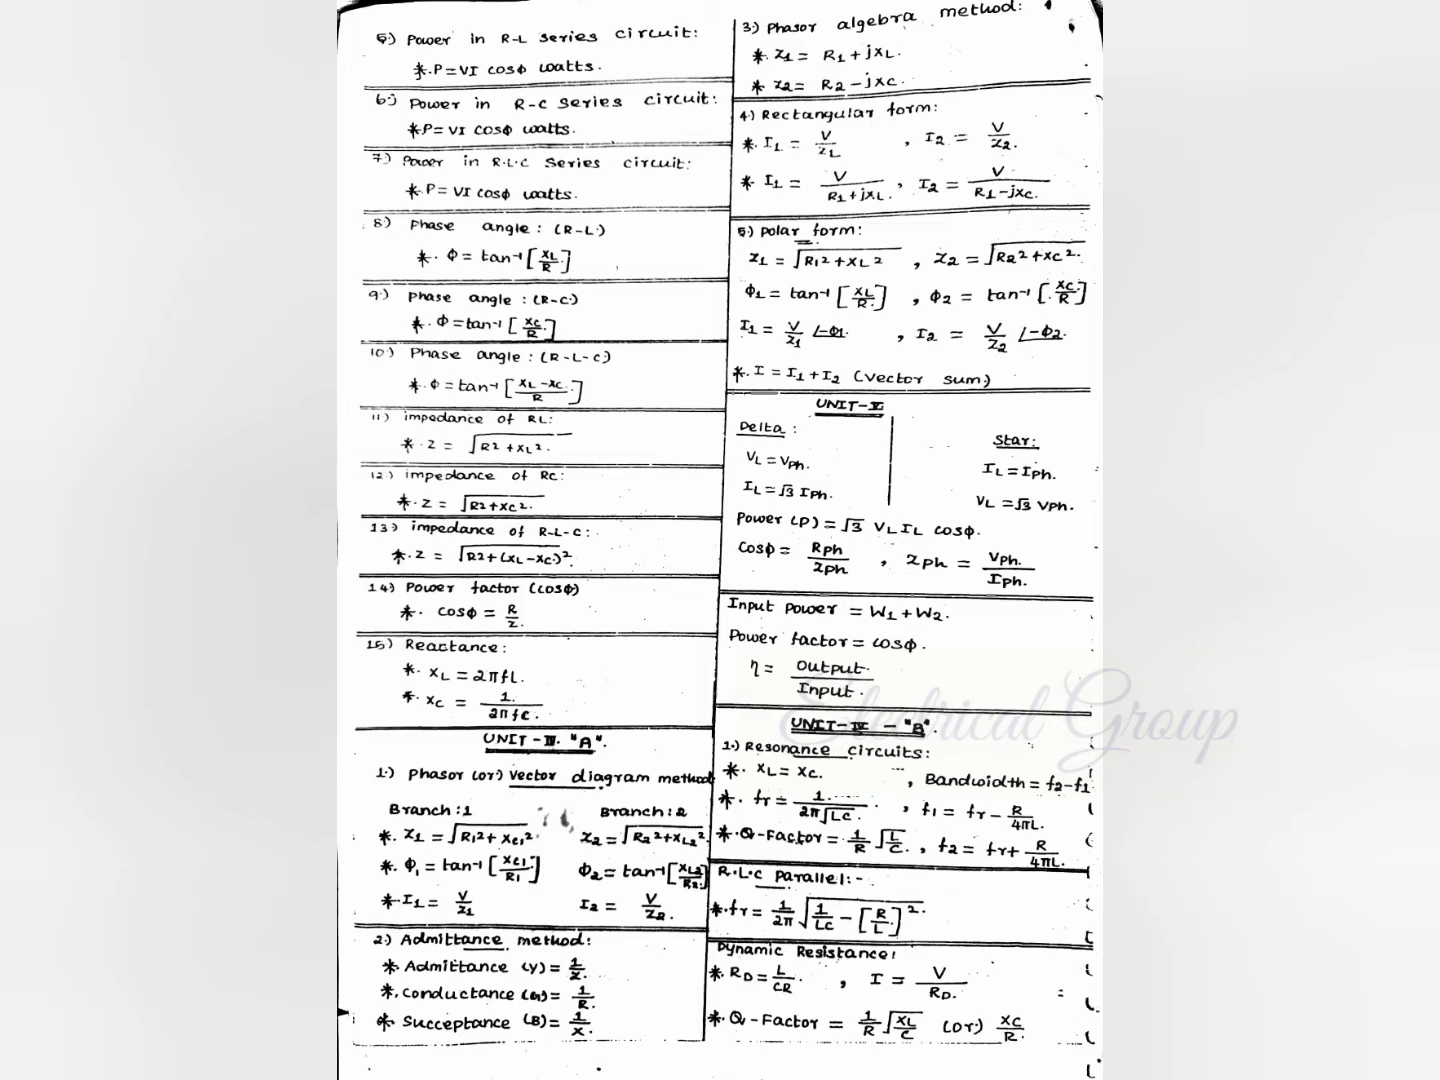 5.) Power in R-L series circuit:
*. P = VI cosΦ watts.
6.) Power in R-C series circuit:
* P = VI cosΦ watts.
7.) Power in R.L.C series circuit:
* P = VI cosΦ watts.
8.) Phase angle: (R-L.)
*. Φ = tan⁻¹ [XL/R]
9.) Phase angle: (R-C.)
*. Φ = tan⁻¹ [XC/R]
10.) Phase angle: (R-L-C)
*. Φ = tan⁻¹ [XL - XC/R]
11.) impedance of RL:
*. Z = √R² + XL².
12.) impedance of RC:
*. Z = √R² + XC².
13) impedance of R-L-C:
*. Z = √R² + (XL - XC)²
14) Power factor (cosΦ)
*. cosΦ = R/Z.
15) Reactance:
*. XL = 2πfL.
*. XC = 1/2πfC.
UNIT - IV. "A".
1.) Phasor (or) Vector diagram method
Branch: 1 Branch: 2
*. Z1 = √R1² + XC1² Z2 = √R2² + XL2²
*. Φ1 = tan⁻¹ [XC1/R1] Φ2 = tan⁻¹ [XL2/R2]
* I1 = V/Z1 I2 = V/Z2.
2.) Admittance method:
*. Admittance (Y) = 1/Z.
*. Conductance (G) = 1/R.
* Succeptance (B) = 1/X.
3.) Phasor algebra method:
*. Z1 = R1 + jXL.
* Z2 = R2 - jXC.
4.) Rectangular form:
*. I1 = V/ZL , I2 = V/Z2.
* I1 = V/R1 + jXL. , I2 = V/R1 - jXC.
5.) Polar form:
Z1 = √R1² + XL² , Z2 = √R2² + XC².
Φ1 = tan⁻¹ [XL/R] , Φ2 = tan⁻¹ [XC/R]
I1 = V/Z1 ∠-Φ1. , I2 = V/Z2 ∠-Φ2.
*. I = I1 + I2 (Vector sum)
UNIT - V
Delta: Star:
VL = Vph. IL = Iph.
IL = √3 Iph. VL = √3 Vph.
Power (P) = √3 VL IL cosΦ.
Cosφ = Rph/Zph , Zph = Vph./Iph.
Input power = W1 + W2.
Power factor = cosΦ.
η = Output./Input.
UNIT - IV - "B".
1.) Resonance circuits:
*. XL = XC. , Bandwidth = f2 - f1
*. fr = 1/2π√LC , f1 = fr - R/4πL.
*. Q-Factor = 1/R √L/C. , f2 = fr + R/4πL.
R.L.C parallel: -
*. fr = 1/2π √1/LC - [R/L]².
Dynamic Resistance:
*. RD = L/CR , I = V/RD.
*. Q-Factor = 1/R √XL/C (or) XC/R.
Electrical Group